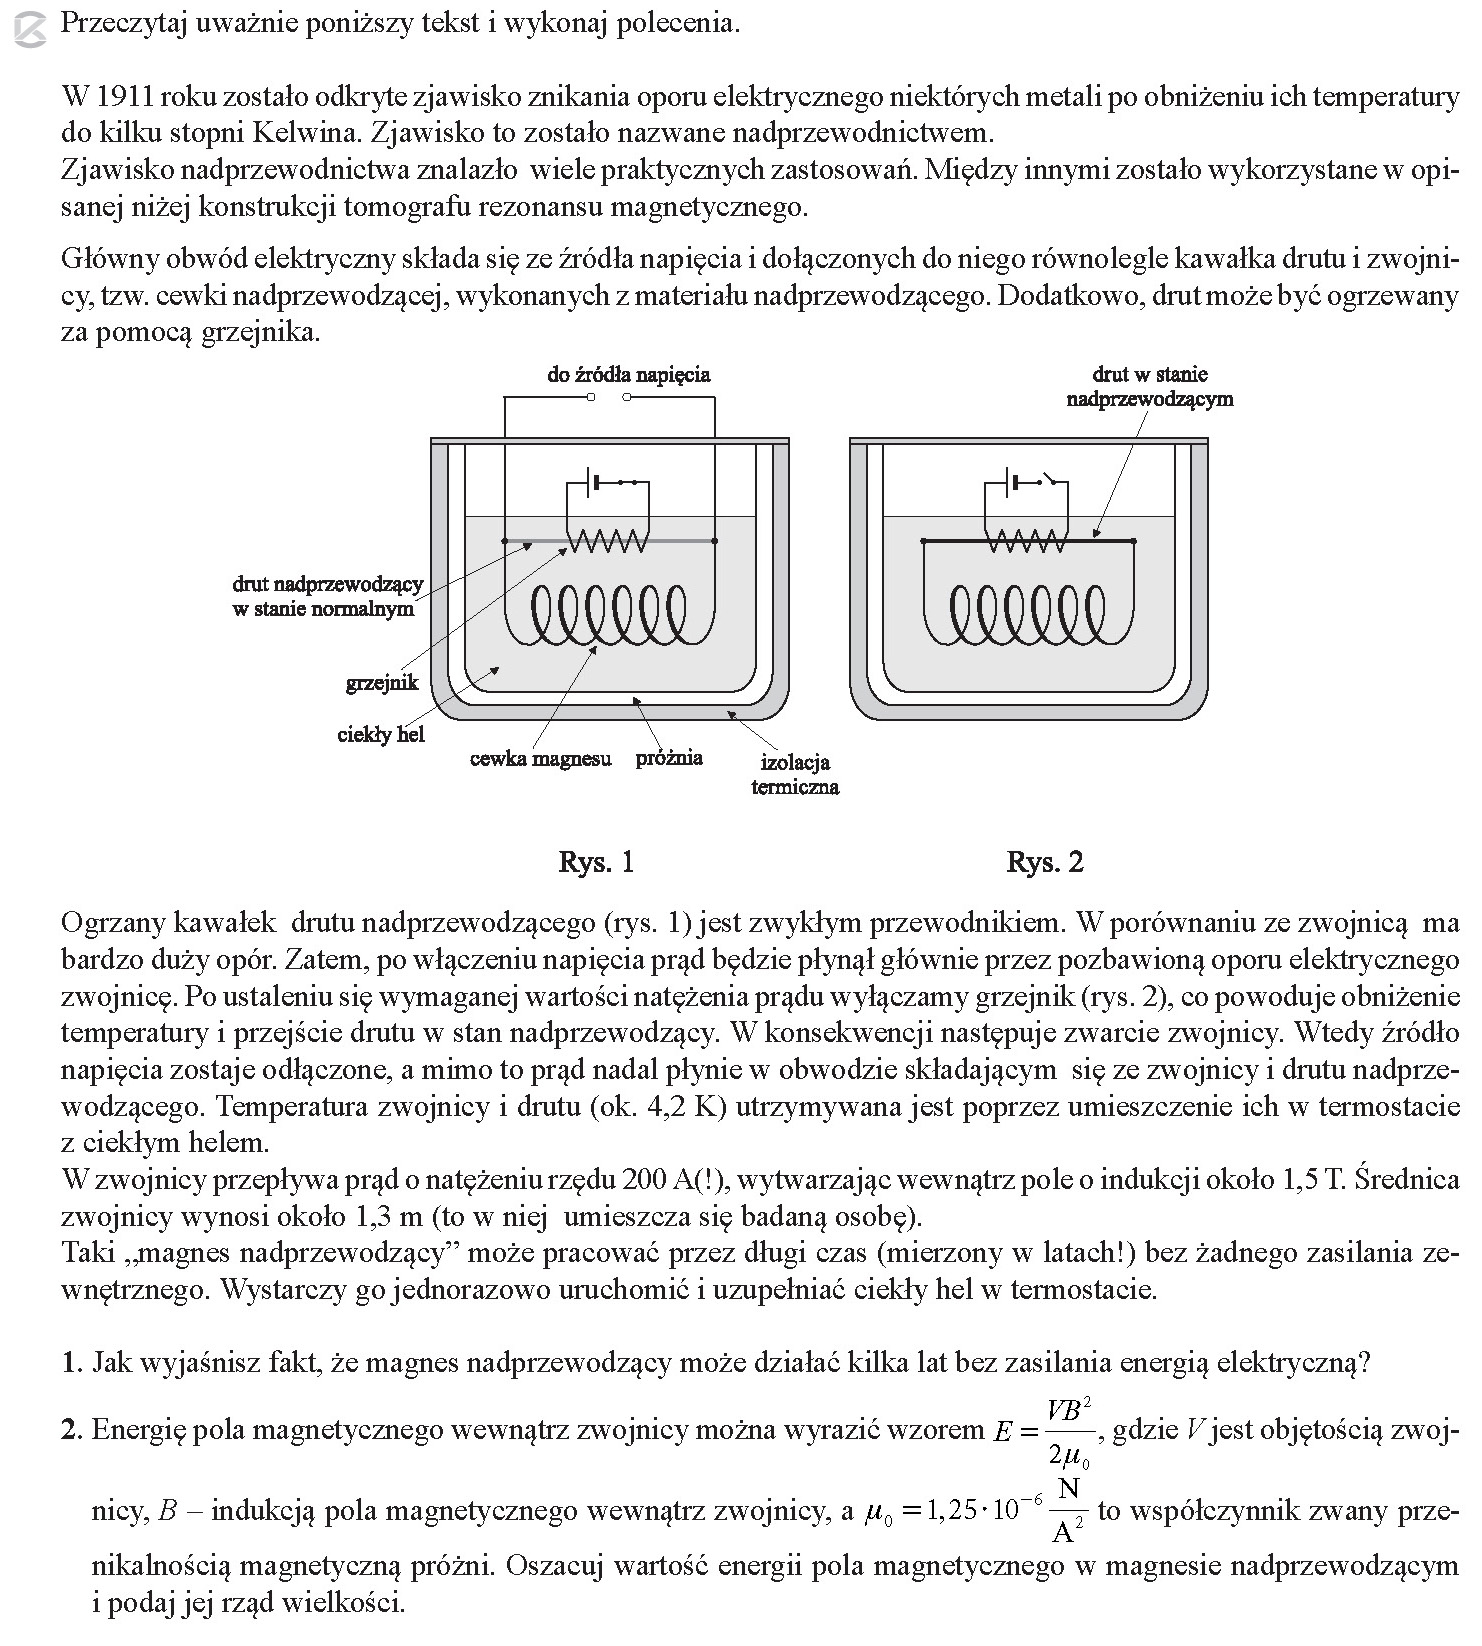 Przeczytaj uważnie poniższy tekst i wykonaj polecenia.
W 1911 roku zostało odkryte zjawisko znikania oporu elektrycznego niektórych metali po obniżeniu ich temperatury
do kilku stopni Kelwina. Zjawisko to zostało nazwane nadprzewodnictwem.
Zjawisko nadprzewodnictwa znalazło wiele praktycznych zastosowań. Między innymi zostało wykorzystane w opi-
sanej niżej konstrukcji tomografu rezonansu magnetycznego.
Główny obwód elektryczny składa się ze źródła napięcia i dołączonych do niego równolegle kawałka drutu i zwojni-
cy, tzw. cewki nadprzewodzącej, wykonanych z materiału nadprzewodzącego. Dodatkowo, drut może być ogrzewany
za pomocą grzejnika.
do źródła napięcia
drut w stanie
nadprzewodzącym
drut nadprzewodzący
w stanie normalnym
grzejnik
ciekły hel
cewka magnesu
próżnia
izolacja
termiczna
Rys. 1
Rys. 2
Ogrzany kawałek drutu nadprzewodzącego (rys. 1) jest zwykłym przewodnikiem. W porównaniu ze zwojnicą ma
bardzo duży opór. Zatem, po włączeniu napięcia prąd będzie płynął głównie przez pozbawioną oporu elektrycznego
zwojnicę. Po ustaleniu się wymaganej wartości natężenia prądu wyłączamy grzejnik (rys. 2), co powoduje obniżenie
temperatury i przejście drutu w stan nadprzewodzący. W konsekwencji następuje zwarcie zwojnicy. Wtedy źródło
napięcia zostaje odłączone, a mimo to prąd nadal płynie w obwodzie składającym się ze zwojnicy i drutu nadprze-
wodzącego. Temperatura zwojnicy i drutu (ok. 4,2 K) utrzymywana jest poprzez umieszczenie ich w termostacie
z ciekłym helem.
W zwojnicy przepływa prąd o natężeniu rzędu 200 A(!), wytwarzając wewnątrz pole o indukcji około 1,5 T. Średnica
zwojnicy wynosi około 1,3 m (to w niej umieszcza się badaną osobę).
Taki „magnes nadprzewodzący” może pracować przez długi czas (mierzony w latach!) bez żadnego zasilania ze-
wnętrznego. Wystarczy go jednorazowo uruchomić i uzupełniać ciekły hel w termostacie.
1. Jak wyjaśnisz fakt, że magnes nadprzewodzący może działać kilka lat bez zasilania energią elektryczną?
2. Energię pola magnetycznego wewnątrz zwojnicy można wyrazić wzorem E = VB²/2μ₀, gdzie V jest objętością zwoj-
nicy, B – indukcją pola magnetycznego wewnątrz zwojnicy, a μ₀ = 1,25·10⁻⁶ N/A² to współczynnik zwany prze-
nikalnością magnetyczną próżni. Oszacuj wartość energii pola magnetycznego w magnesie nadprzewodzącym
i podaj jej rząd wielkości.